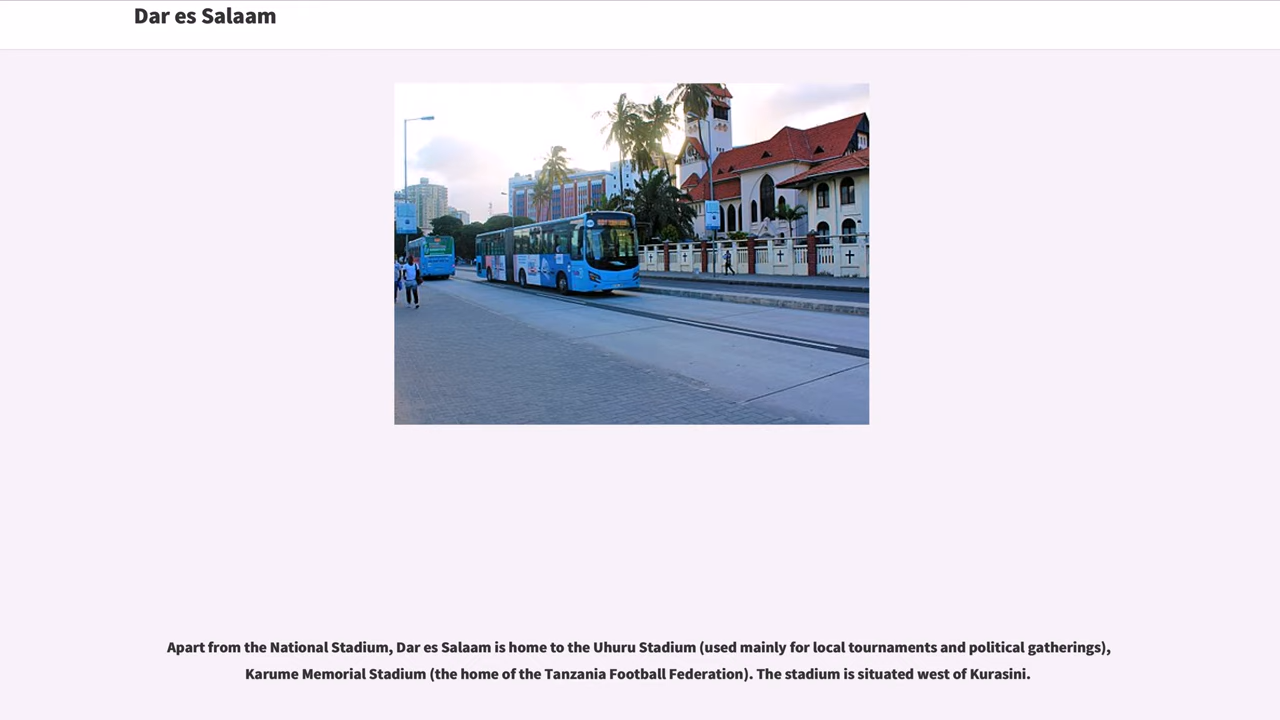 Dar es Salaam
Apart from the National Stadium, Dar es Salaam is home to the Uhuru Stadium (used mainly for local tournaments and political gatherings),
Karume Memorial Stadium (the home of the Tanzania Football Federation). The stadium is situated west of Kurasini.